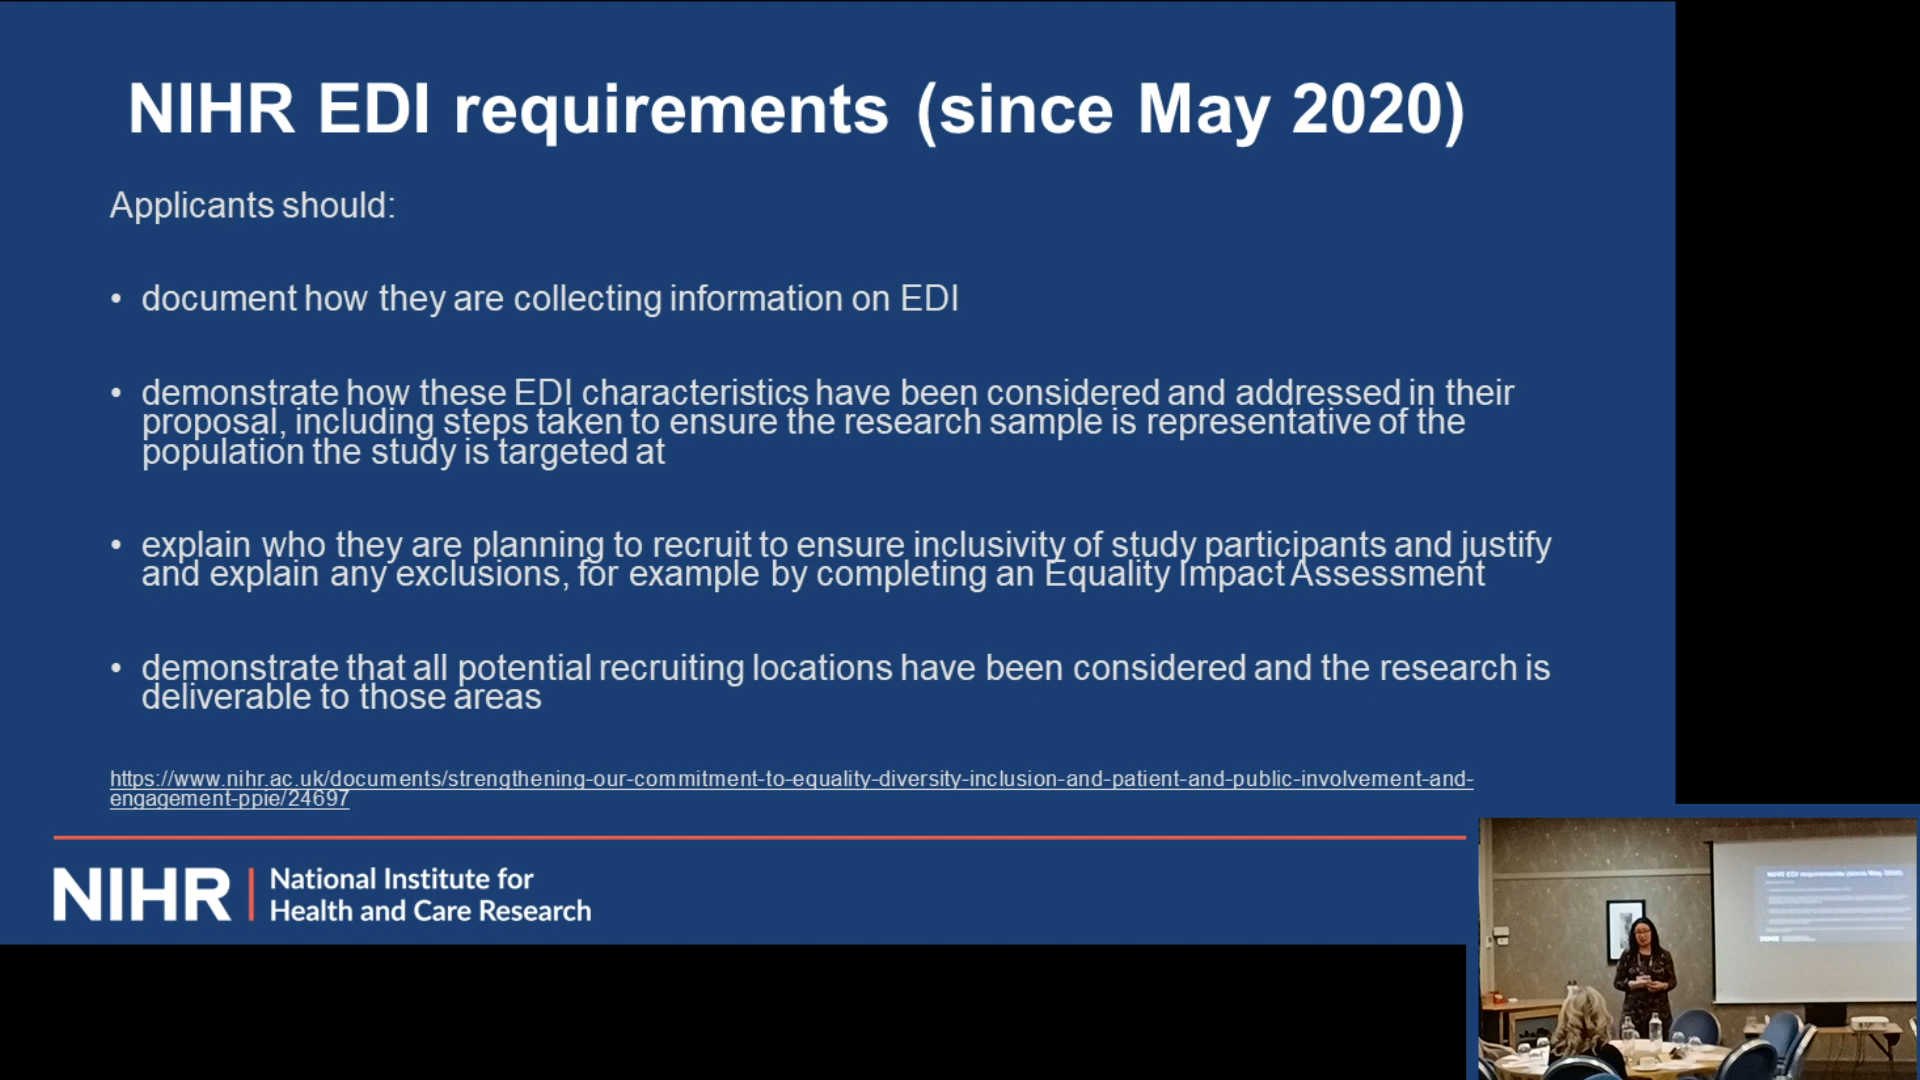 NIHR EDI requirements (since May 2020)
Applicants should:
• document how they are collecting information on EDI
• demonstrate how these EDI characteristics have been considered and addressed in their
proposal, including steps taken to ensure the research sample is representative of the
population the study is targeted at
• explain who they are planning to recruit to ensure inclusivity of study participants and justify
and explain any exclusions, for example by completing an Equality Impact Assessment
• demonstrate that all potential recruiting locations have been considered and the research is
deliverable to those areas
https://www.nihr.ac.uk/documents/strengthening-our-commitment-to-equality-diversity-inclusion-and-patient-and-public-involvement-and-
engagement-ppie/24697
NIHR
National Institute for
Health and Care Research
NIHR EDI requirements (since May 2020)